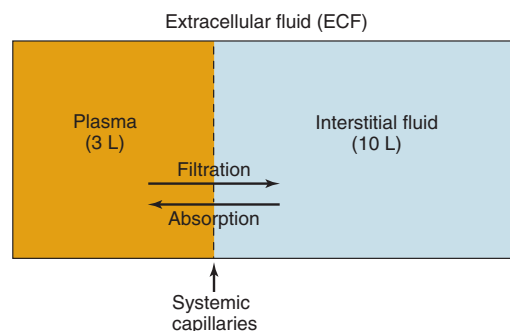 Extracellular fluid (ECF)
Plasma
(3 L)
Interstitial fluid
(10 L)
Filtration
Absorption
Systemic
capillaries